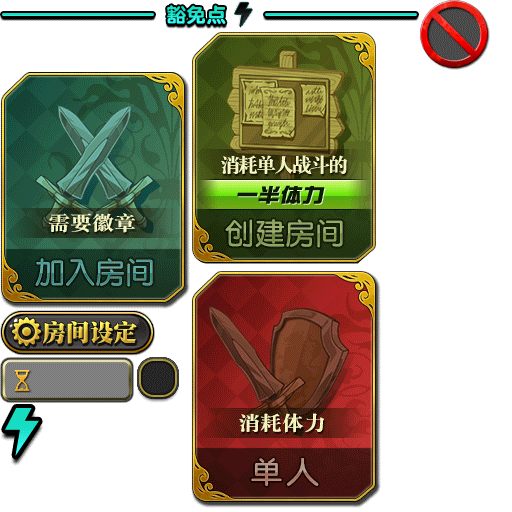 豁免点
消耗单人战斗的
一半体力
创建房间
需要徽章
加入房间
房间设定
消耗体力
单人